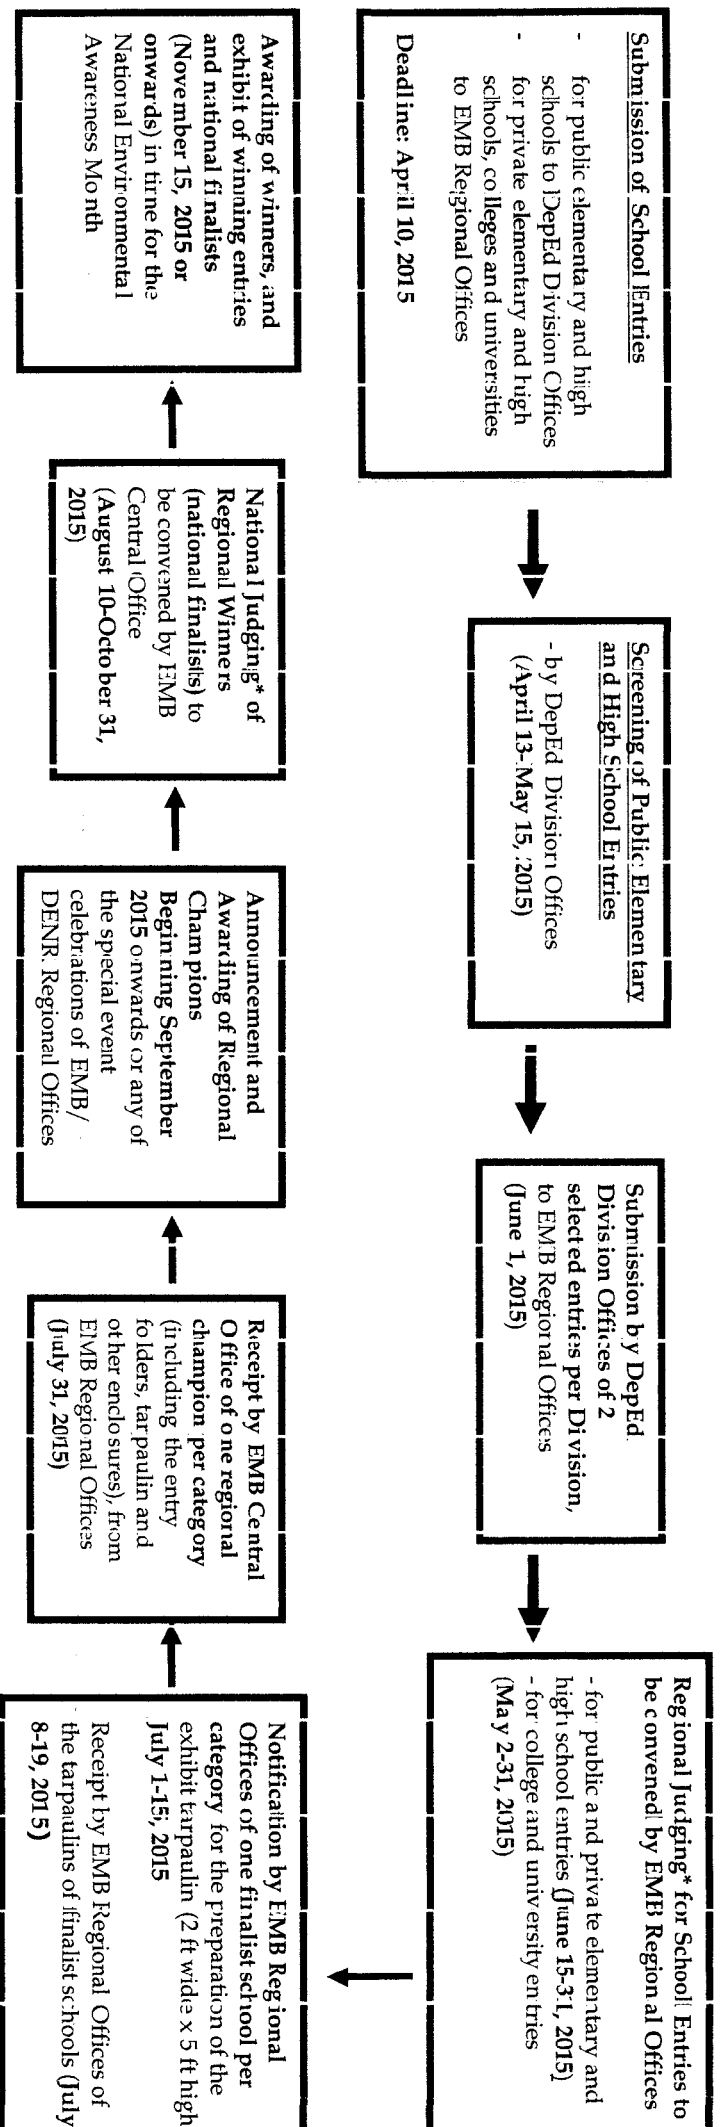 Submission of School Entries
- for public elementary and high
schools to DepEd Division Offices
- for private elementary and high
schools, colleges and universities
to EMB Regional Offices
Deadline: April 10, 2015
Screening of Public Elementary
and High School Entries
- by DepEd Division Offices
(April 13-May 15, 2015)
Submission by DepEd
Division Offices of 2
selected entries per Division,
to EMB Regional Offices
(June 1, 2015)
Regional Judging* for School Entries to
be convened by EMB Regional Offices
- for public and private elementary and
high school entries (June 15-31, 2015)
- for college and university entries
(May 2-31, 2015)
Notification by EMB Regional
Offices of one finalist school per
category for the preparation of the
exhibit tarpaulin (2 ft wide x 5 ft high
July 1-15, 2015
Receipt by EMB Regional Offices of
the tarpaulins of finalist schools (July
8-19, 2015)
Receipt by EMB Central
Office of one regional
champion per category
(including the entry
folders, tarpaulin and
other enclosures), from
EMB Regional Offices
(July 31, 2015)
Announcement and
Awarding of Regional
Champions
Beginning September
2015 onwards or any of
the special event
celebrations of EMB/
DENR Regional Offices
National Judging* of
Regional Winners
(national finalists) to
be convened by EMB
Central Office
(August 10-October 31,
2015)
Awarding of winners, and
exhibit of winning entries
and national finalists
(November 15, 2015 or
onwards) in time for the
National Environmental
Awareness Month